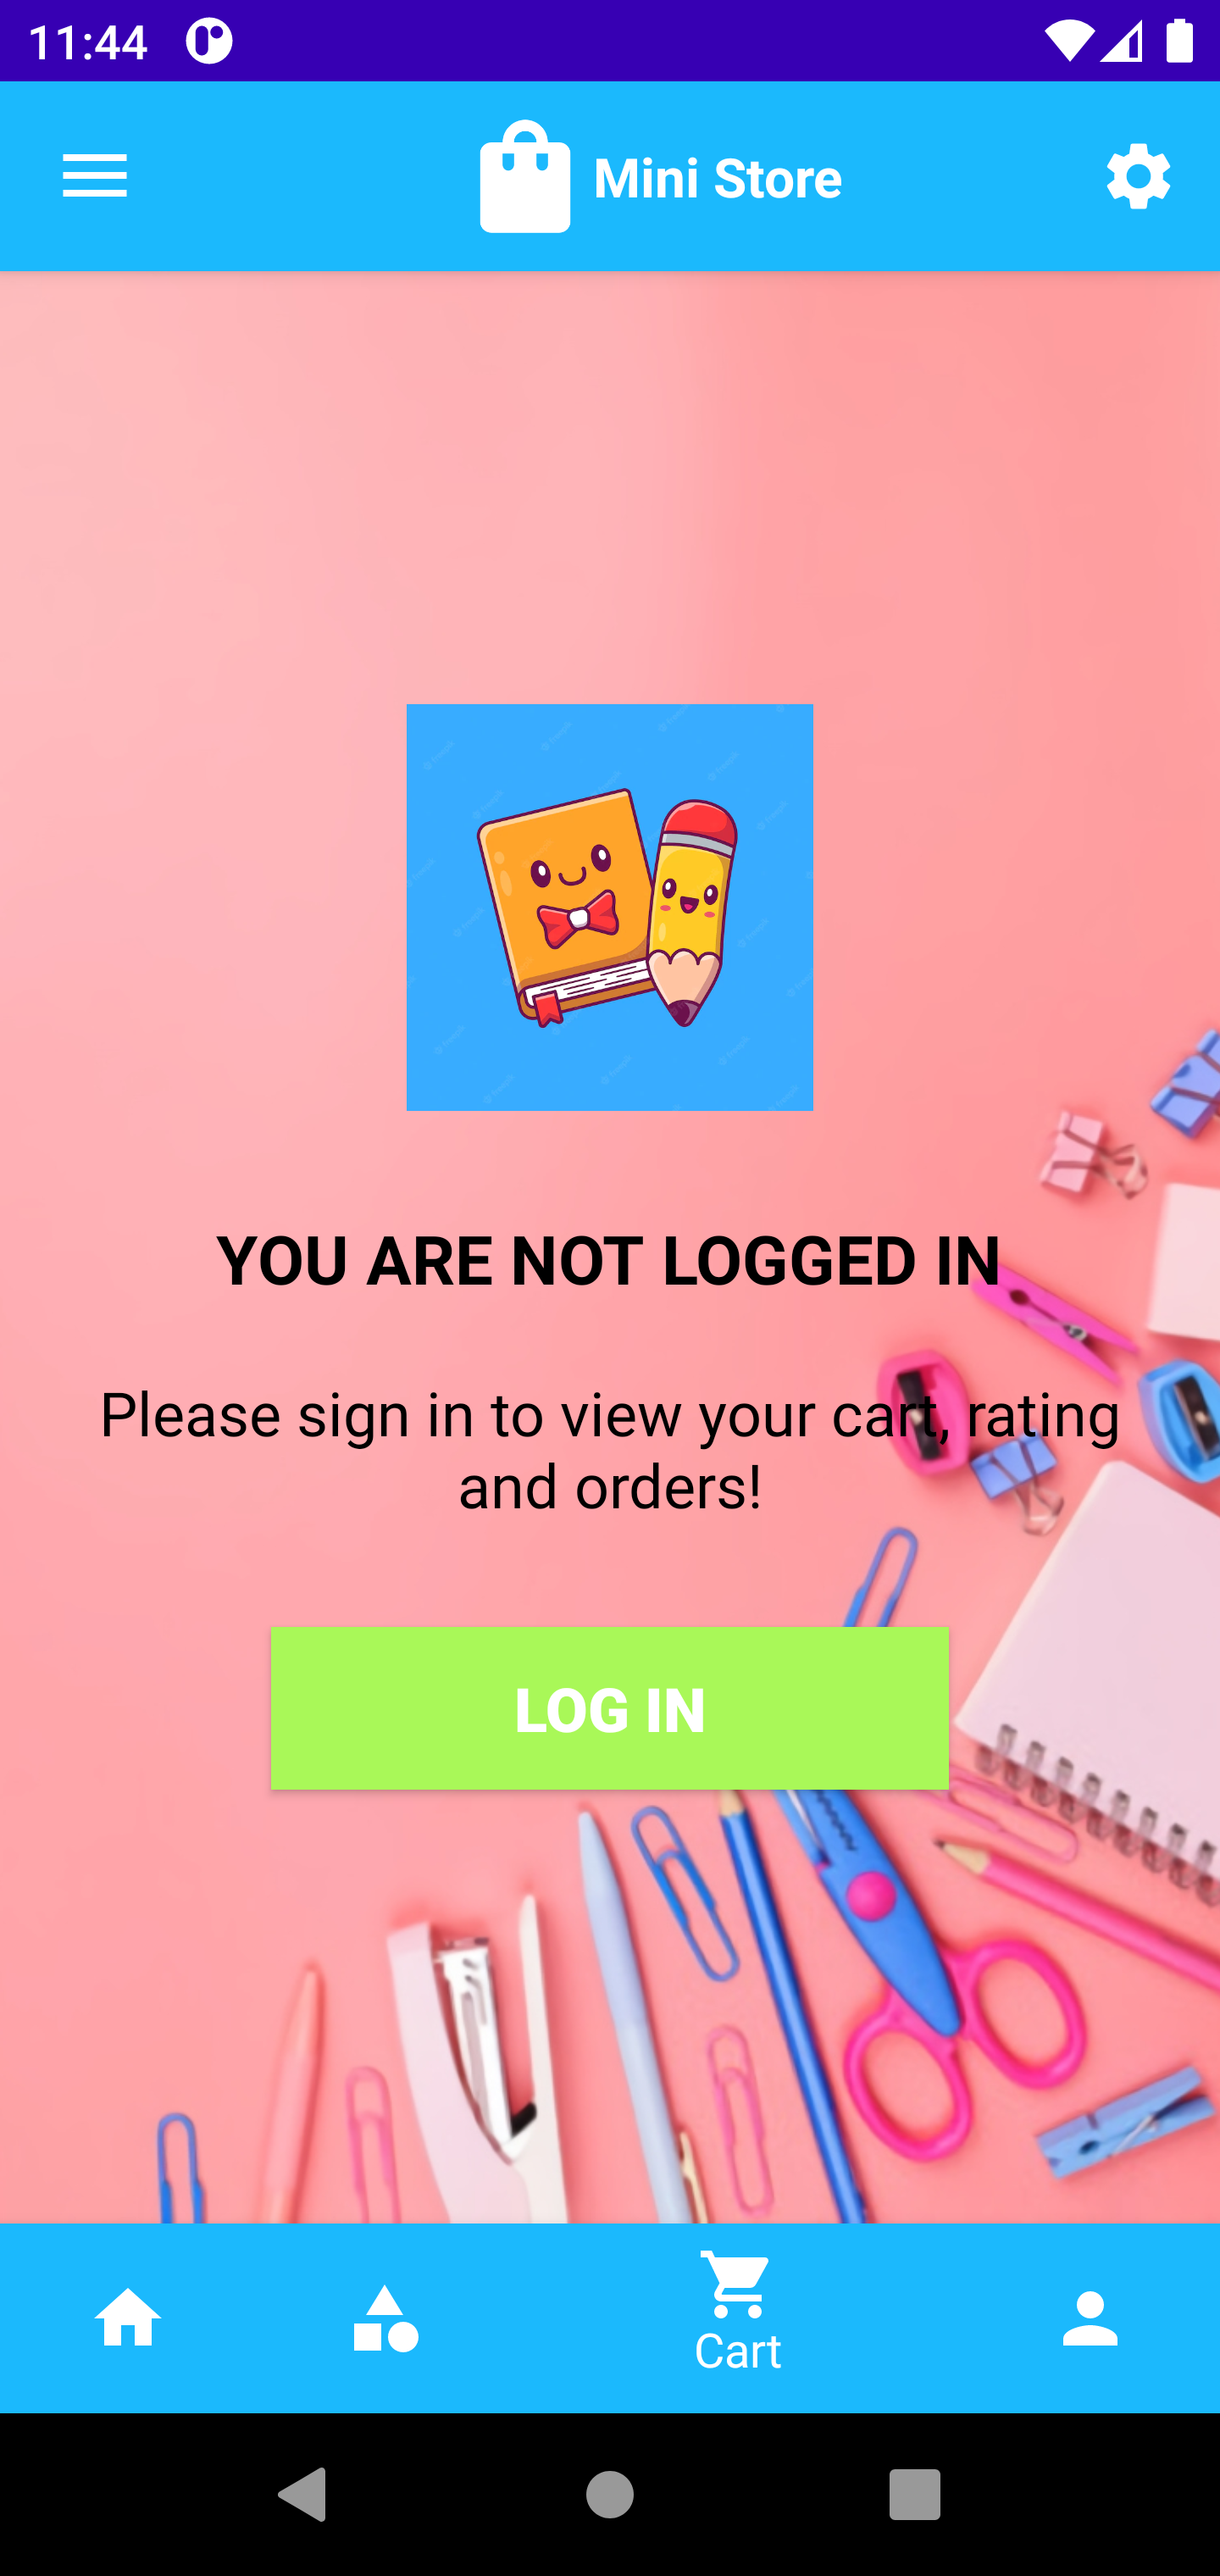 11:44
Mini Store
YOU ARE NOT LOGGED IN
Please sign in to view your cart, rating
and orders!
LOG IN
Cart